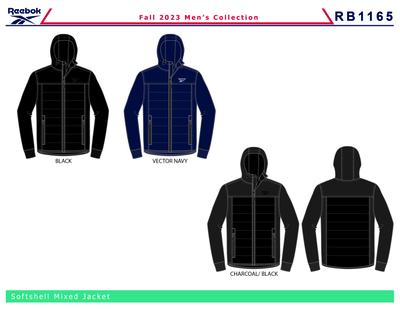 Reebok
Fall 2023 Men's Collection
RB1165
BLACK
VECTOR NAVY
CHARCOAL/ BLACK
Softshell Mixed Jacket